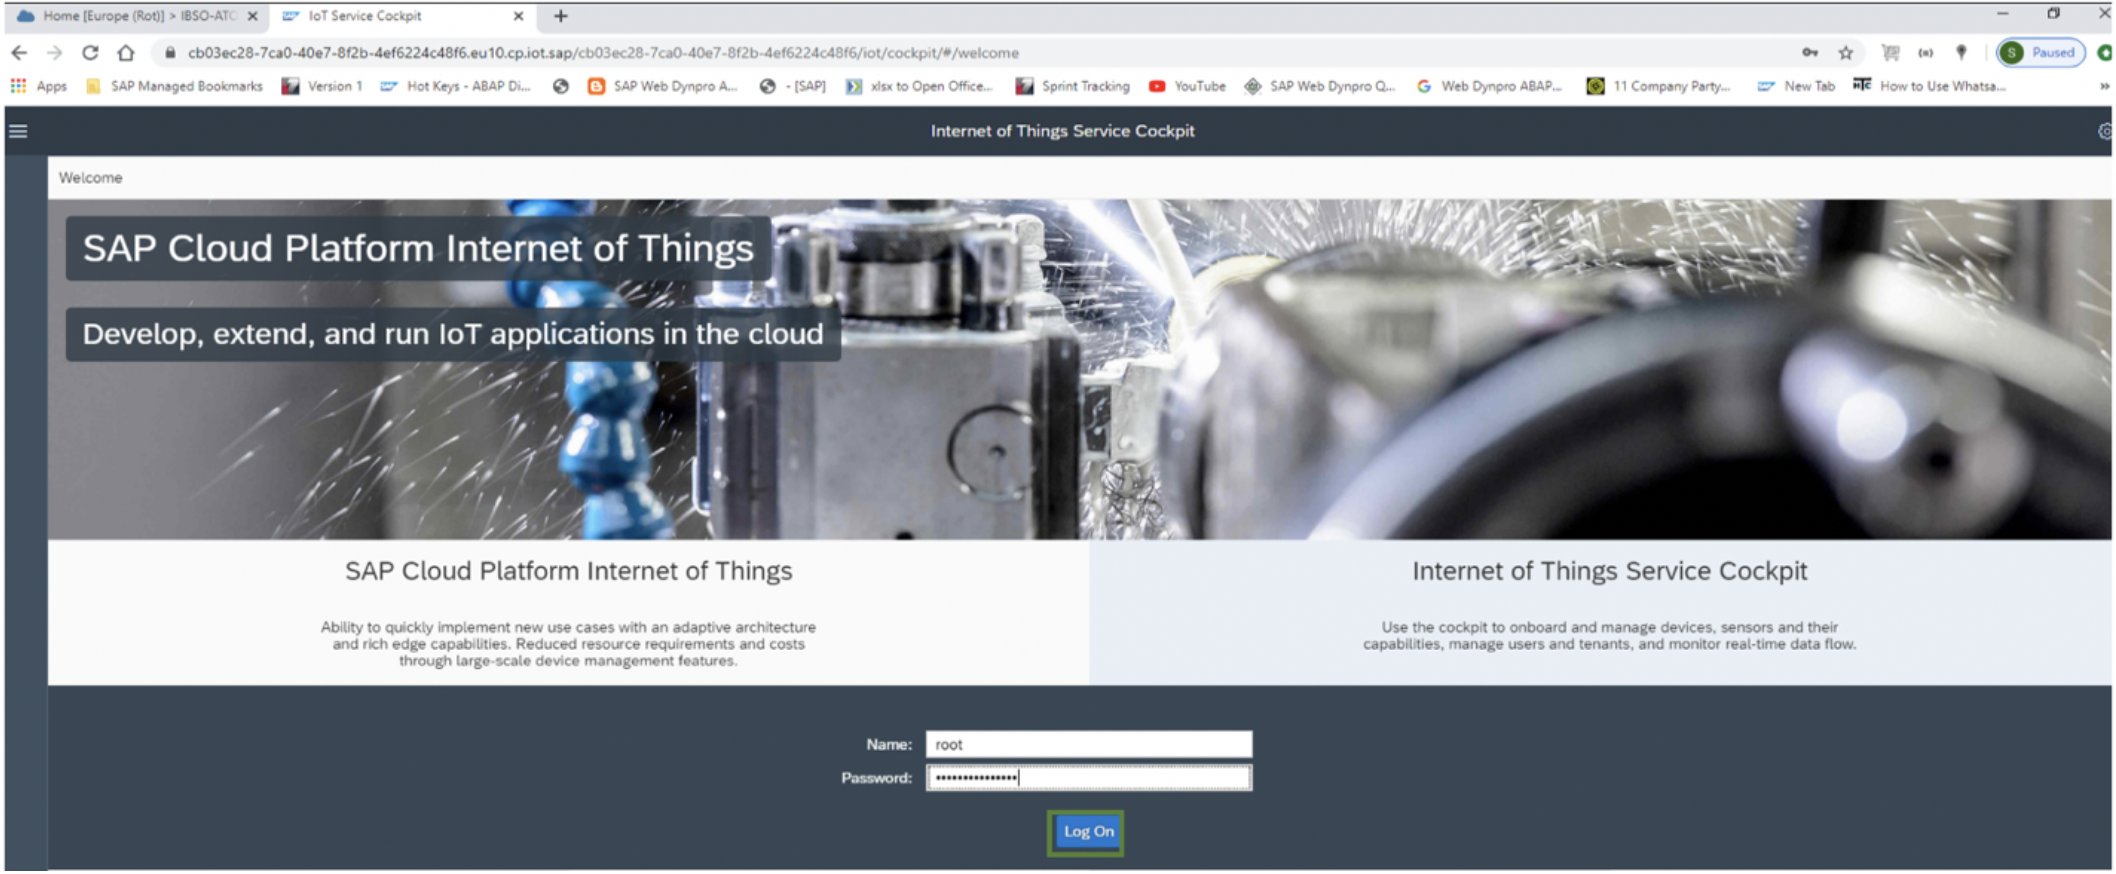 Home [Europe (Rot)] > IBSO-ATC
IoT Service Cockpit
cb03ec28-7ca0-40e7-8f2b-4ef6224c48f6.eu10.cp.iot.sap/cb03ec28-7ca0-40e7-8f2b-4ef6224c48f6/iot/cockpit/#/welcome
S Paused
Apps SAP Managed Bookmarks Version 1 Hot Keys - ABAP Di... SAP Web Dynpro A... - [SAP] xlsx to Open Office... Sprint Tracking YouTube SAP Web Dynpro Q... Web Dynpro ABAP... 11 Company Party... New Tab How to Use Whatsa... »
Internet of Things Service Cockpit
Welcome
SAP Cloud Platform Internet of Things
Develop, extend, and run IoT applications in the cloud
SAP Cloud Platform Internet of Things
Ability to quickly implement new use cases with an adaptive architecture
and rich edge capabilities. Reduced resource requirements and costs
through large-scale device management features.
Internet of Things Service Cockpit
Use the cockpit to onboard and manage devices, sensors and their
capabilities, manage users and tenants, and monitor real-time data flow.
Name: root
Password: •••••••••••••••
Log On